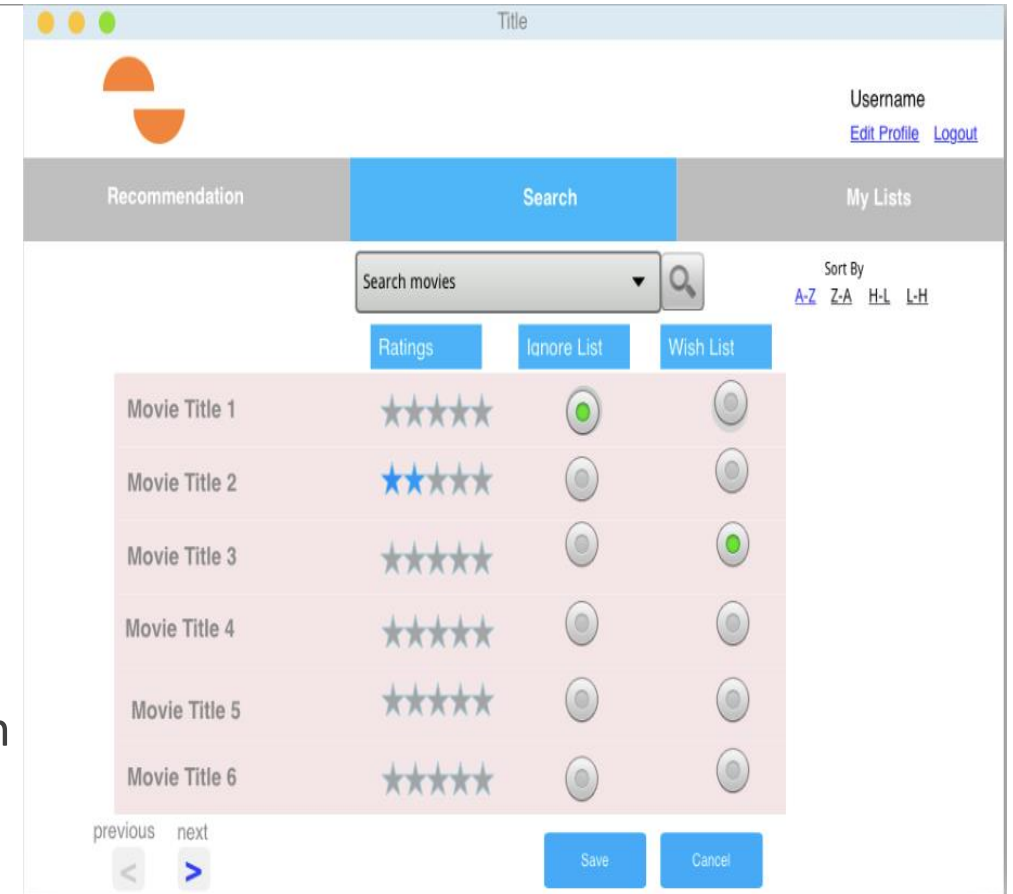 Title
Username
Edit Profile Logout
Recommendation Search My Lists
Search movies
Sort By
A-Z Z-A H-L L-H
Ratings Ignore List Wish List
Movie Title 1
Movie Title 2
Movie Title 3
Movie Title 4
n
Movie Title 5
Movie Title 6
previous next
< >
Save Cancel